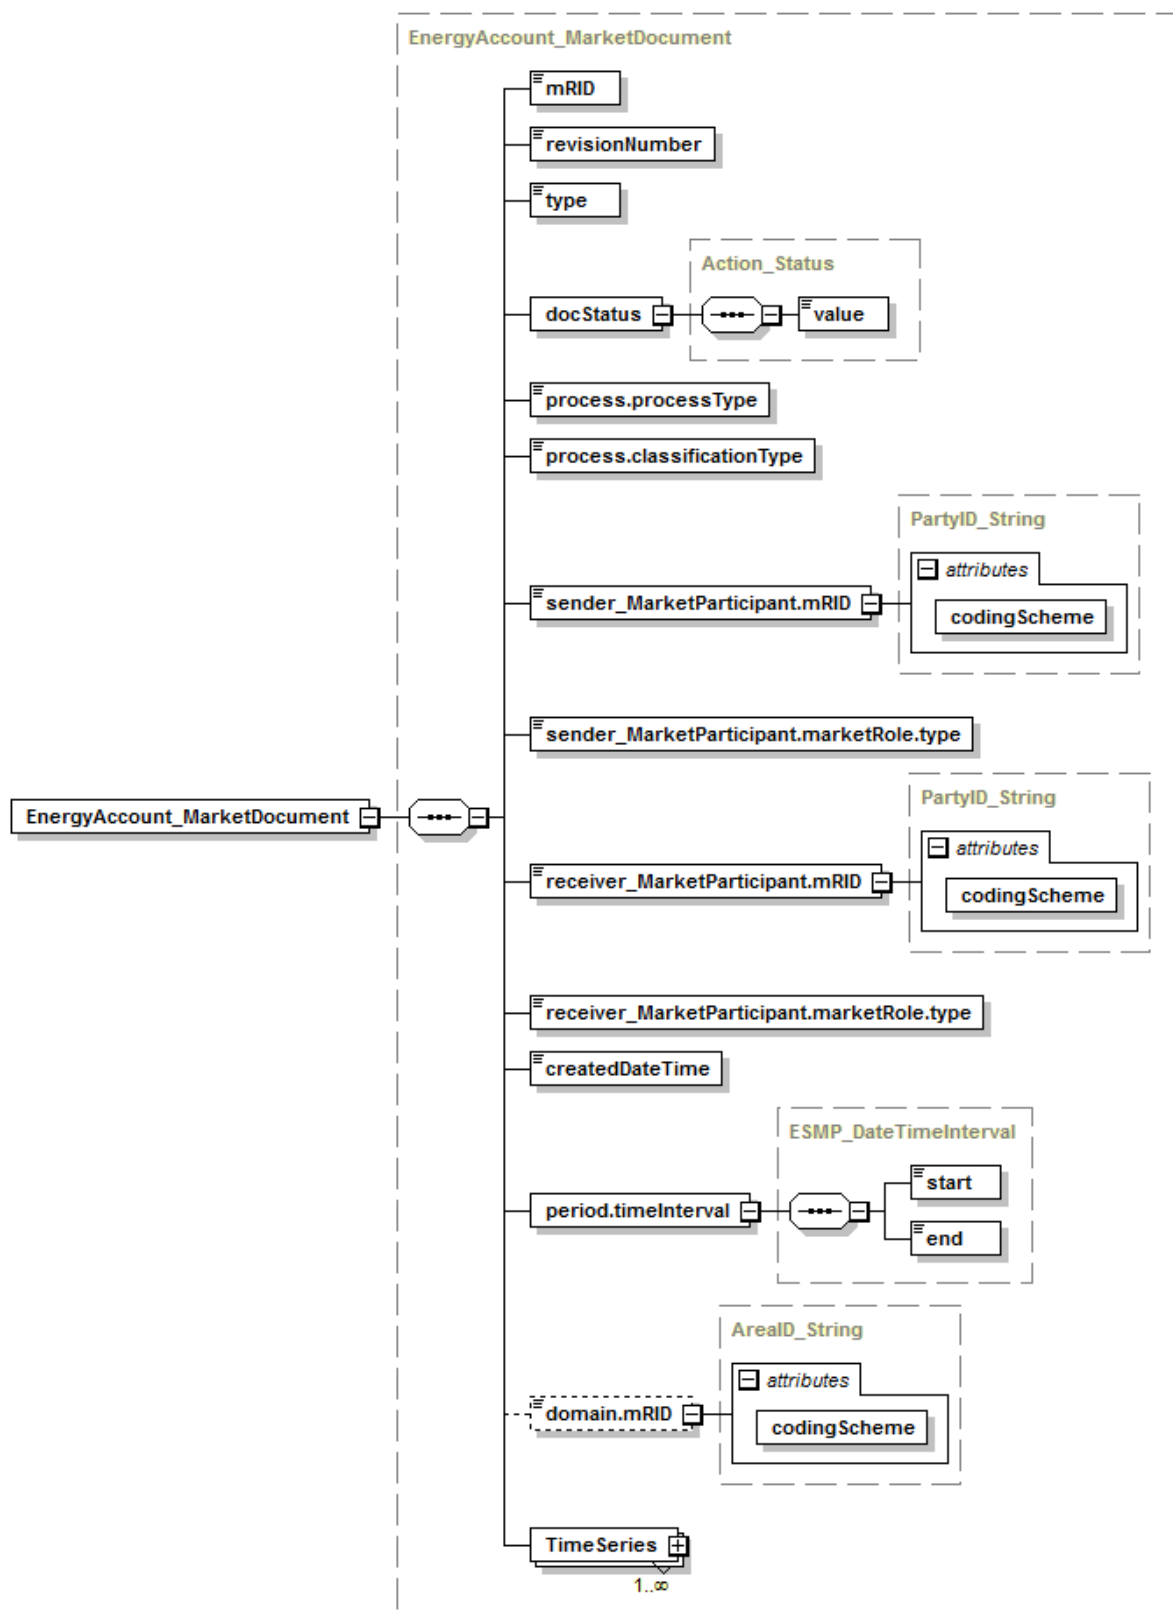 EnergyAccount_MarketDocument
mRID
revisionNumber
type
Action_Status
docStatus
value
process.processType
process.classificationType
PartyID_String
attributes
sender_MarketParticipant.mRID
codingScheme
sender_MarketParticipant.marketRole.type
PartyID_String
EnergyAccount_MarketDocument
attributes
receiver_MarketParticipant.mRID
codingScheme
receiver_MarketParticipant.marketRole.type
createdDateTime
ESMP_DateTimeInterval
start
period.timeInterval
end
AreaID_String
attributes
domain.mRID
codingScheme
TimeSeries
1..∞